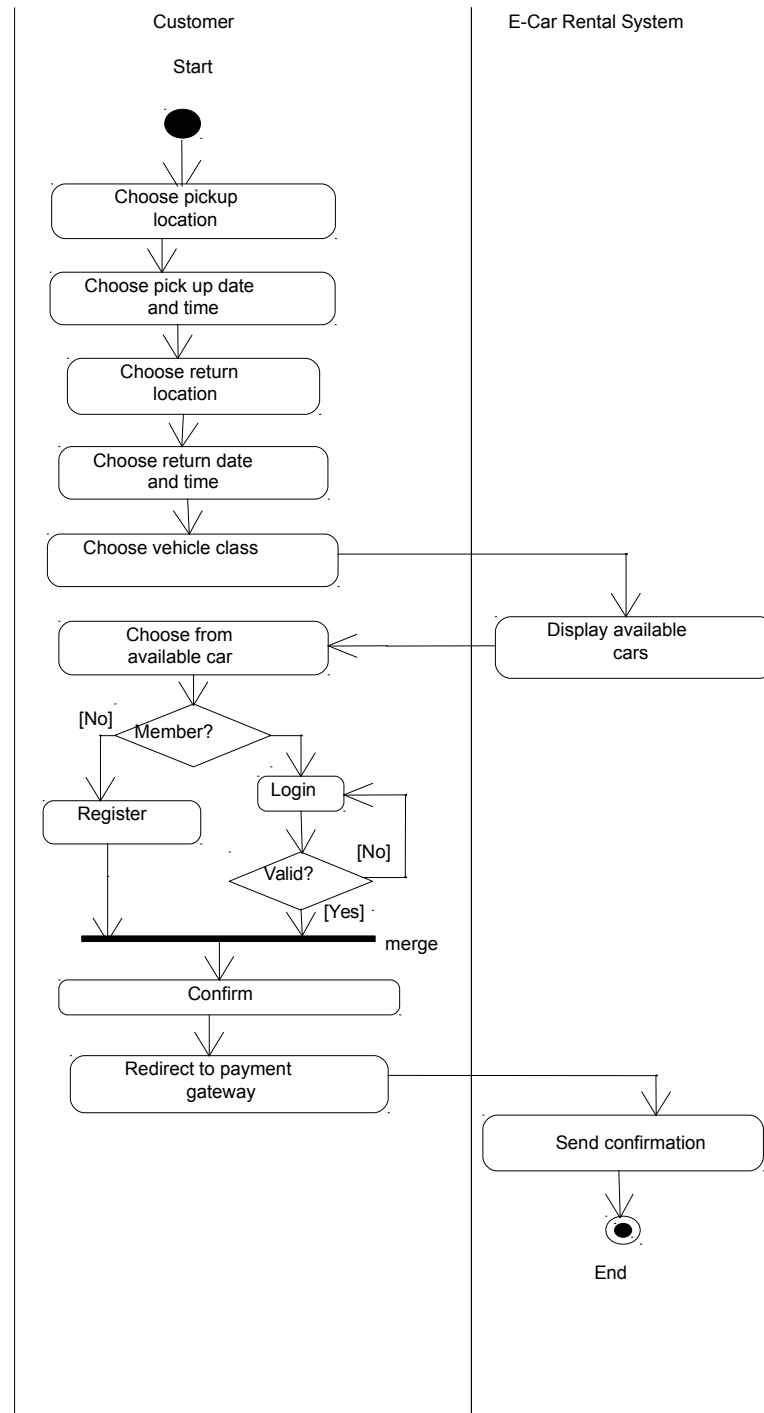 Customer
E-Car Rental System
Start
Choose pickup
location
Choose pick up date
and time
Choose return
location
Choose return date
and time
Choose vehicle class
Display available
cars
Choose from
available car
[No]
Member?
Login
Register
[No]
Valid?
[Yes]
merge
Confirm
Redirect to payment
gateway
Send confirmation
End